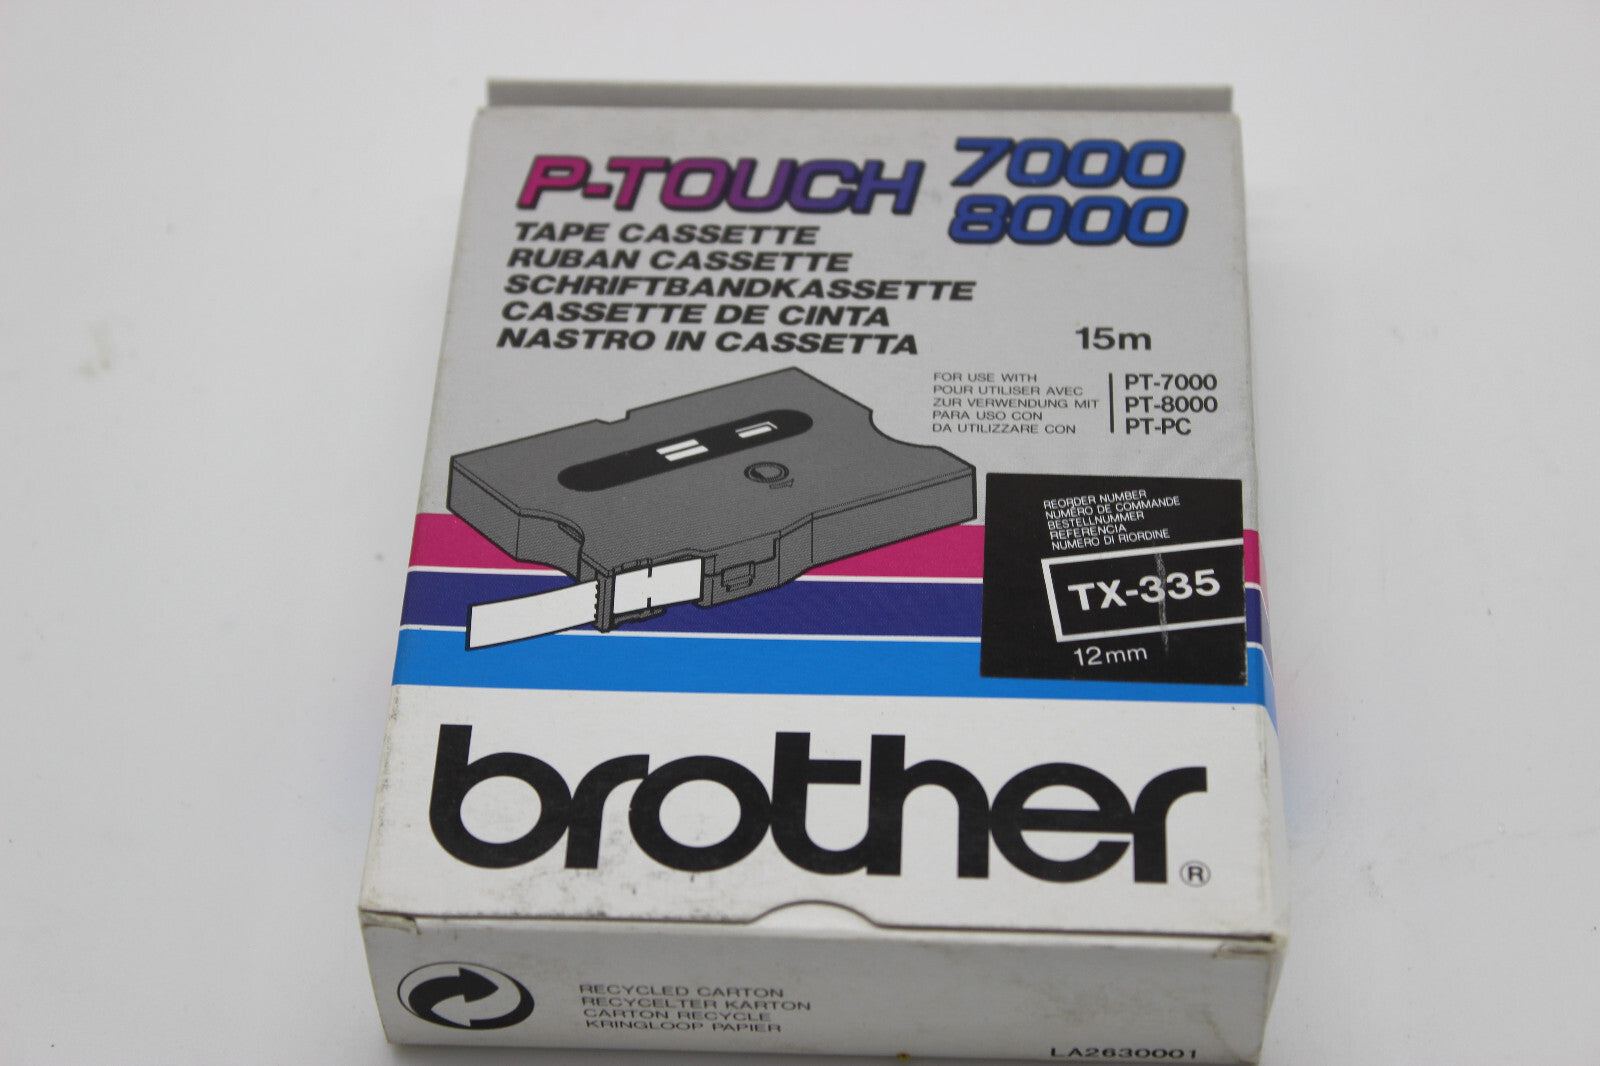 P-TOUCH 7000
8000
TAPE CASSETTE
RUBAN CASSETTE
SCHRIFTBANDKASSETTE
CASSETTE DE CINTA
NASTRO IN CASSETTA
15m
FOR USE WITH
POUR UTILISER AVEC
ZUR VERWENDUNG MIT
PARA USO CON
DA UTILIZZARE CON
PT-7000
PT-8000
PT-PC
REORDER NUMBER
NUMÉRO DE COMMANDE
BESTELLNUMMER
REFERENCIA
NUMERO DI RIORDINE
TX-335
12mm
brother®
RECYCLED CARTON
RECYCELTER KARTON
CARTON RECYCLE
KRINGLOOP PAPIER
LA2630001